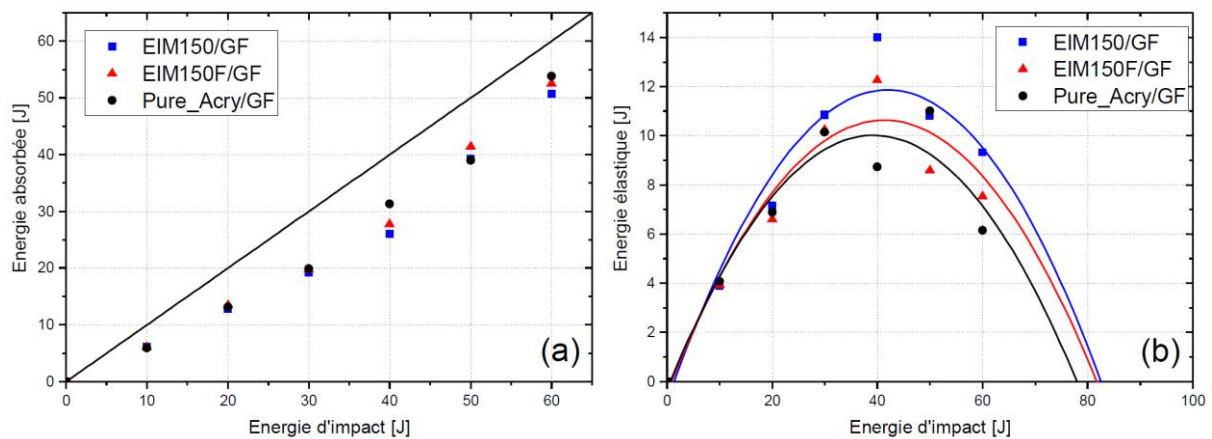 60
50
40
30
20
10
0
Energie absorbée [J]
EIM150/GF
EIM150F/GF
Pure_Acry/GF
(a)
0 10 20 30 40 50 60
Energie d'impact [J]
14
12
10
8
6
4
2
0
Energie élastique [J]
EIM150/GF
EIM150F/GF
Pure_Acry/GF
(b)
0 20 40 60 80 100
Energie d'impact [J]